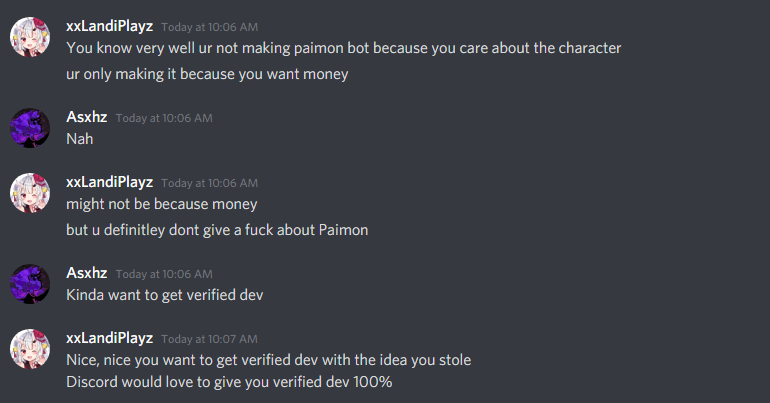 xxLandiPlayz Today at 10:06 AM
You know very well ur not making paimon bot because you care about the character
ur only making it because you want money
Asxhz Today at 10:06 AM
Nah
xxLandiPlayz Today at 10:06 AM
might not be because money
but u definitley dont give a fuck about Paimon
Asxhz Today at 10:06 AM
Kinda want to get verified dev
xxLandiPlayz Today at 10:07 AM
Nice, nice you want to get verified dev with the idea you stole
Discord would love to give you verified dev 100%